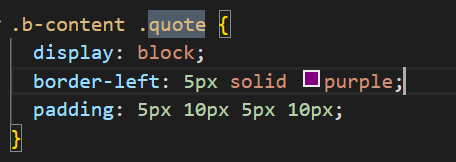 .b-content .quote {
display: block;
border-left: 5px solid purple;
padding: 5px 10px 5px 10px;
}